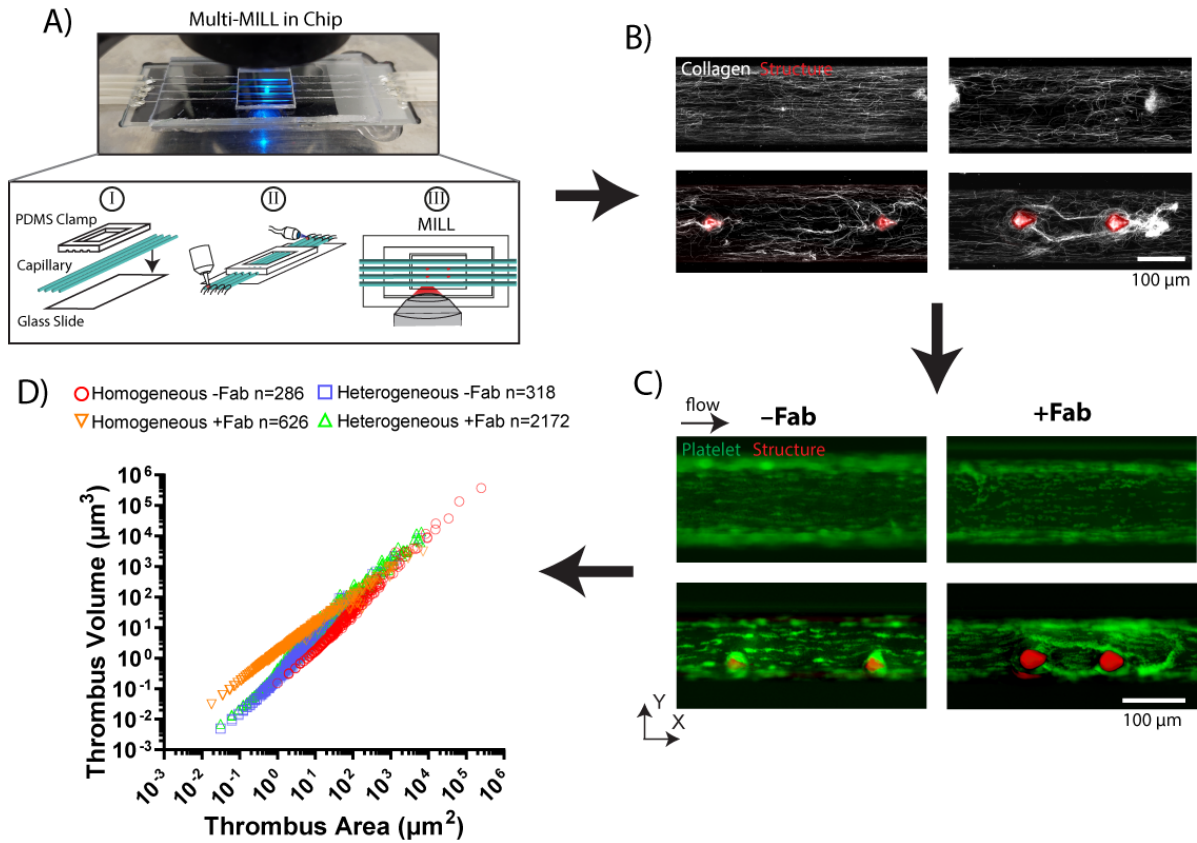 A)
Multi-MILL in Chip
I
II
III
PDMS Clamp
MILL
Capillary
Glass Slide
B)
Collagen Structure
100 µm
C)
flow
–Fab
+Fab
Platelet Structure
Y
X
100 µm
D)
Homogeneous -Fab n=286
Heterogeneous -Fab n=318
Homogeneous +Fab n=626
Heterogeneous +Fab n=2172
Thrombus Volume (µm³)
10⁶
10⁵
10⁴
10³
10²
10¹
10⁰
10⁻¹
10⁻²
10⁻³
10⁻³ 10⁻² 10⁻¹ 10⁰ 10¹ 10² 10³ 10⁴ 10⁵ 10⁶
Thrombus Area (µm²)